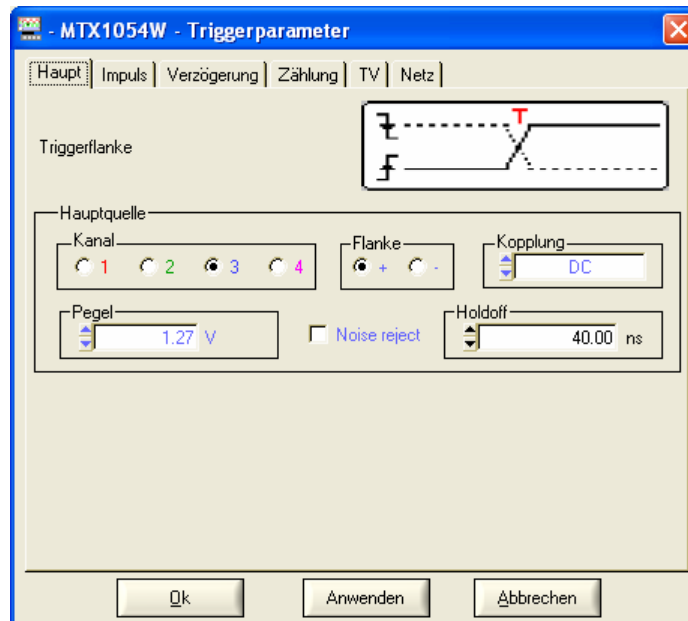 - MTX1054W - Triggerparameter
Haupt Impuls Verzögerung Zählung TV Netz
T
Triggerflanke
Hauptquelle
Kanal
1 2 3 4
Flanke
+ -
Kopplung
DC
Pegel
1.27 V
Noise reject
Holdoff
40.00 ns
Ok Anwenden Abbrechen